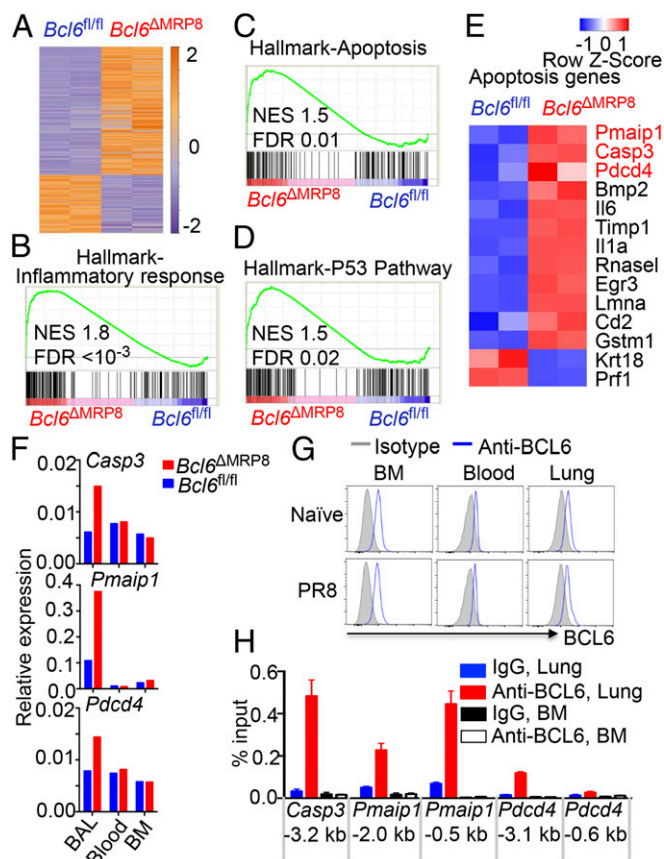 A
Bcl6fl/fl Bcl6ΔMRP8
2
1
0
-2
B
Hallmark-
Inflammatory response
NES 1.8
FDR <10-3
Bcl6ΔMRP8 Bcl6fl/fl
C
Hallmark-Apoptosis
NES 1.5
FDR 0.01
Bcl6ΔMRP8 Bcl6fl/fl
D
Hallmark-P53 Pathway
NES 1.5
FDR 0.02
Bcl6ΔMRP8 Bcl6fl/fl
E
-1 0 1
Row Z-Score
Apoptosis genes
Bcl6fl/fl Bcl6ΔMRP8
Pmaip1
Casp3
Pdcd4
Bmp2
Il6
Timp1
Il1a
Rnasel
Egr3
Lmna
Cd2
Gstm1
Krt18
Prf1
F
Relative expression
Casp3
Bcl6ΔMRP8
Bcl6fl/fl
0.02
0.01
0.00
Pmaip1
0.4
0.3
0.2
0.1
0.0
Pdcd4
0.02
0.01
0.00
BAL Blood BM
G
Isotype Anti-BCL6
BM Blood Lung
Naïve
PR8
BCL6
H
% input
0.6
0.4
0.2
0.0
IgG, Lung
Anti-BCL6, Lung
IgG, BM
Anti-BCL6, BM
Casp3 Pmaip1 Pmaip1 Pdcd4 Pdcd4
-3.2 kb -2.0 kb -0.5 kb -3.1 kb -0.6 kb